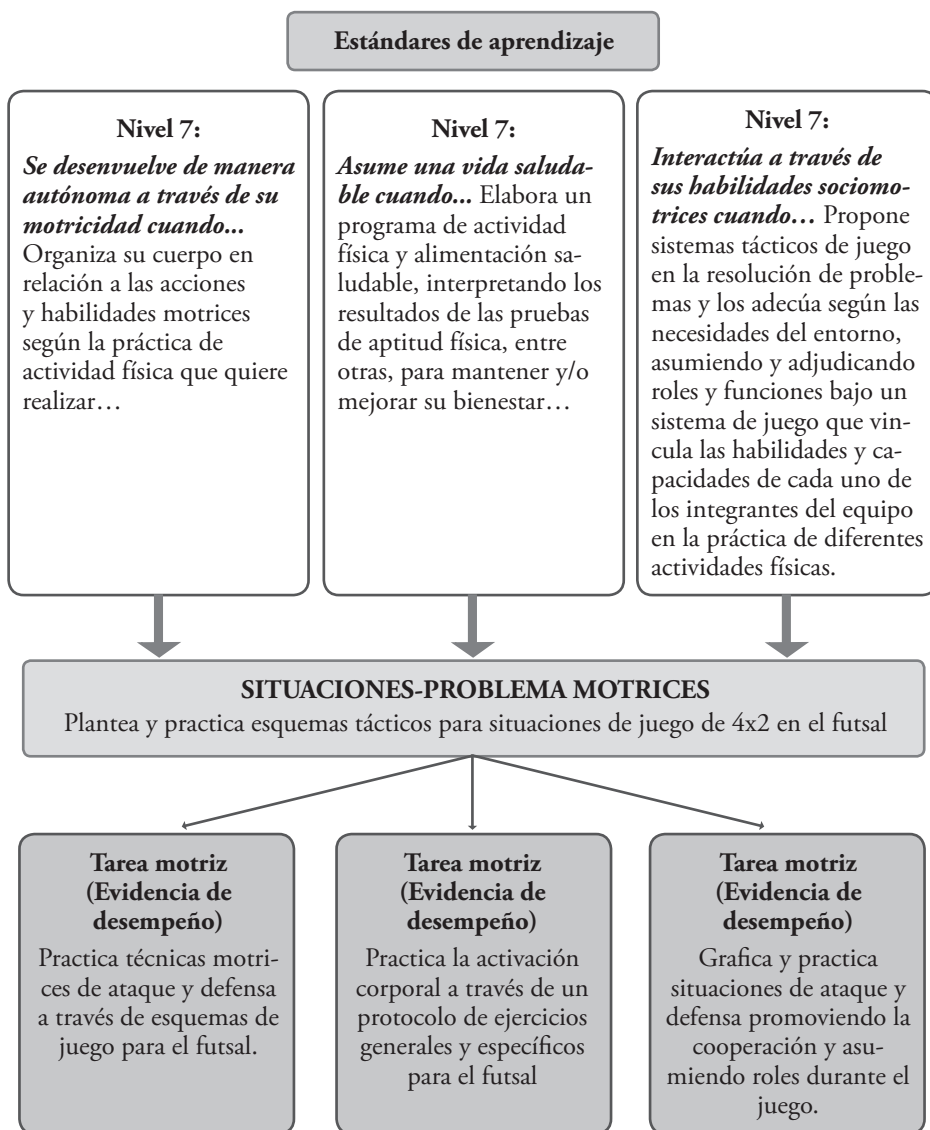 Estándares de aprendizaje
Nivel 7:
Se desenvuelve de manera
autónoma a través de su
motricidad cuando...
Organiza su cuerpo en
relación a las acciones
y habilidades motrices
según la práctica de
actividad física que quiere
realizar…
Nivel 7:
Asume una vida saluda-
ble cuando... Elabora un
programa de actividad
física y alimentación sa-
ludable, interpretando los
resultados de las pruebas
de aptitud física, entre
otras, para mantener y/o
mejorar su bienestar…
Nivel 7:
Interactúa a través de
sus habilidades sociomo-
trices cuando… Propone
sistemas tácticos de juego
en la resolución de proble-
mas y los adecúa según las
necesidades del entorno,
asumiendo y adjudicando
roles y funciones bajo un
sistema de juego que vin-
cula las habilidades y ca-
pacidades de cada uno de
los integrantes del equipo
en la práctica de diferentes
actividades físicas.
SITUACIONES-PROBLEMA MOTRICES
Plantea y practica esquemas tácticos para situaciones de juego de 4x2 en el futsal
Tarea motriz
(Evidencia de
desempeño)
Practica técnicas motri-
ces de ataque y defensa
a través de esquemas de
juego para el futsal.
Tarea motriz
(Evidencia de
desempeño)
Practica la activación
corporal a través de un
protocolo de ejercicios
generales y específicos
para el futsal
Tarea motriz
(Evidencia de
desempeño)
Grafica y practica
situaciones de ataque y
defensa promoviendo la
cooperación y asu-
miendo roles durante el
juego.